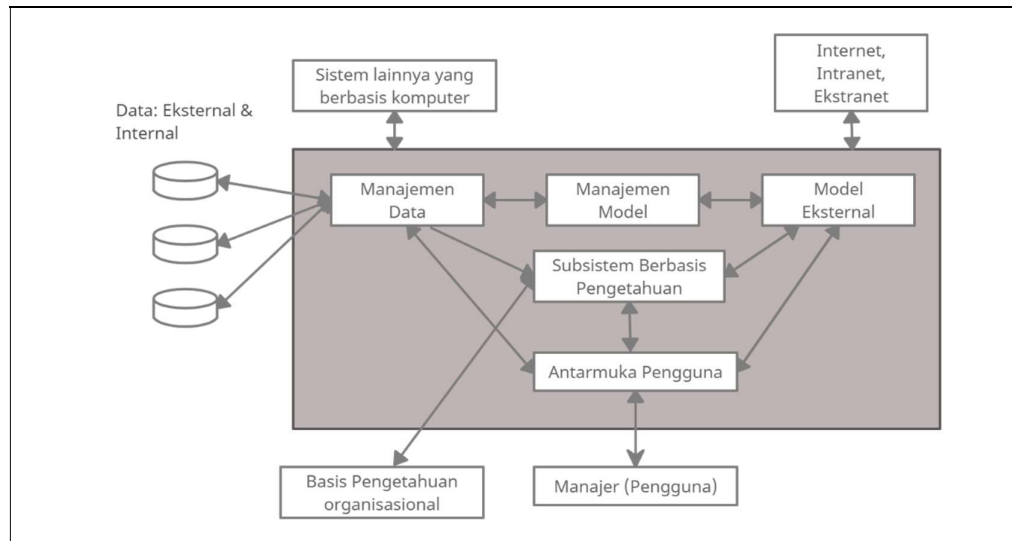 Sistem lainnya yang
berbasis komputer
Internet,
Intranet,
Ekstranet
Data: Eksternal &
Internal
Manajemen
Data
Manajemen
Model
Model
Eksternal
Subsistem Berbasis
Pengetahuan
Antarmuka Pengguna
Basis Pengetahuan
organisasional
Manajer (Pengguna)